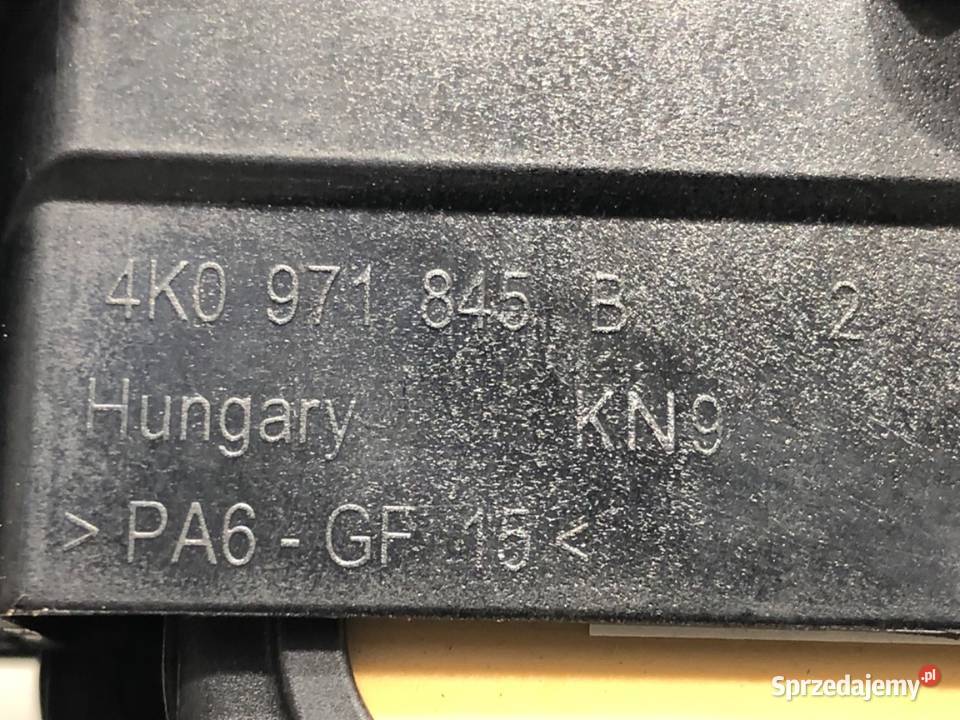 4K0 971 845 B 2
Hungary KN9
> PA6 - GF 15 <
Sprzedajemy.pl